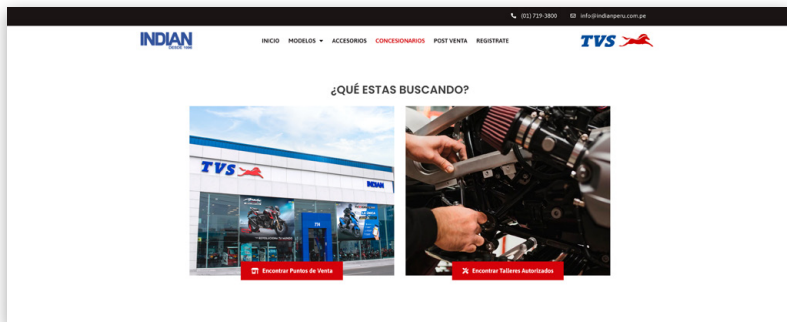 (01) 719-3800 info@indianperu.com.pe
INDIAN
DESDE 1996
INICIO MODELOS ACCESORIOS CONCESIONARIOS POST VENTA REGISTRATE
TVS
¿QUÉ ESTAS BUSCANDO?
TVS
INDIAN
Encontrar Puntos de Venta
Encontrar Talleres Autorizados